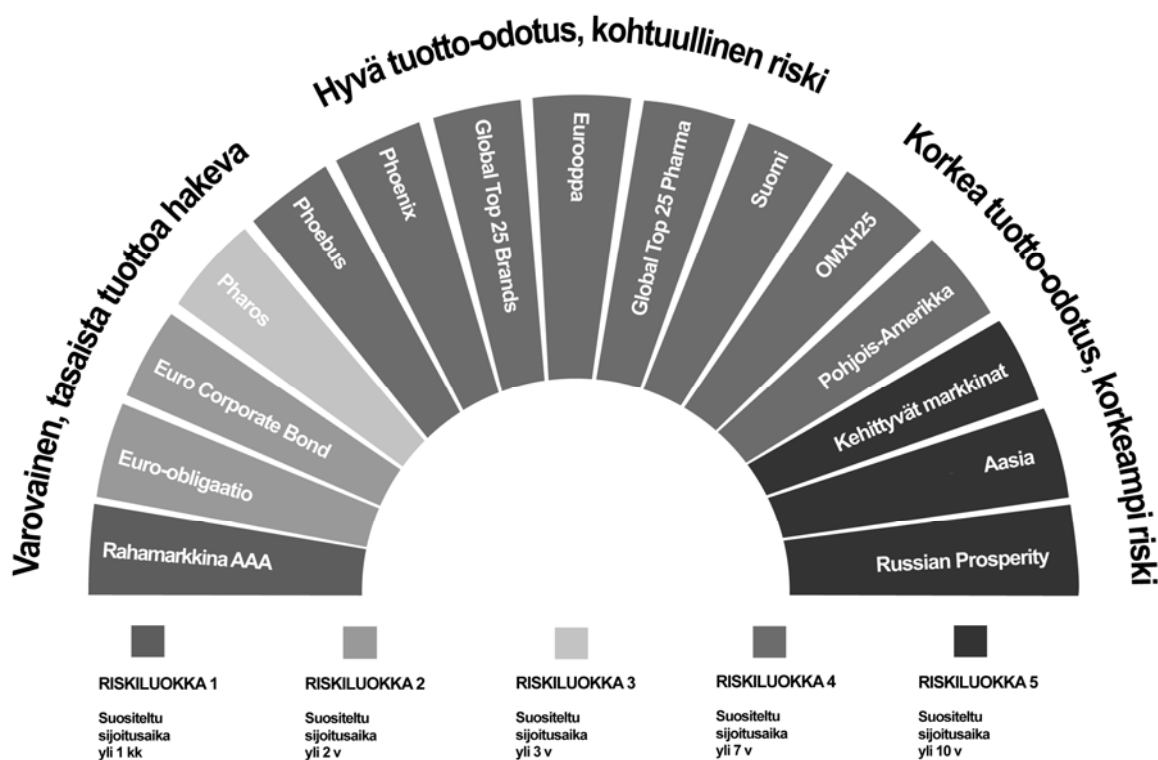 Varovainen, tasaista tuottoa hakeva
Hyvä tuotto-odotus, kohtuullinen riski
Korkea tuotto-odotus, korkeampi riski
Rahamarkkina AAA
Euro-obligaatio
Euro Corporate Bond
Pharos
Phoebus
Phoenix
Global Top 25 Brands
Eurooppa
Global Top 25 Pharma
Suomi
OMXH25
Pohjois-Amerikka
Kehittyvät markkinat
Aasia
Russian Prosperity
RISKILUOKKA 1
Suositeltu
sijoitusaika
yli 1 kk
RISKILUOKKA 2
Suositeltu
sijoitusaika
yli 2 v
RISKILUOKKA 3
Suositeltu
sijoitusaika
yli 3 v
RISKILUOKKA 4
Suositeltu
sijoitusaika
yli 7 v
RISKILUOKKA 5
Suositeltu
sijoitusaika
yli 10 v